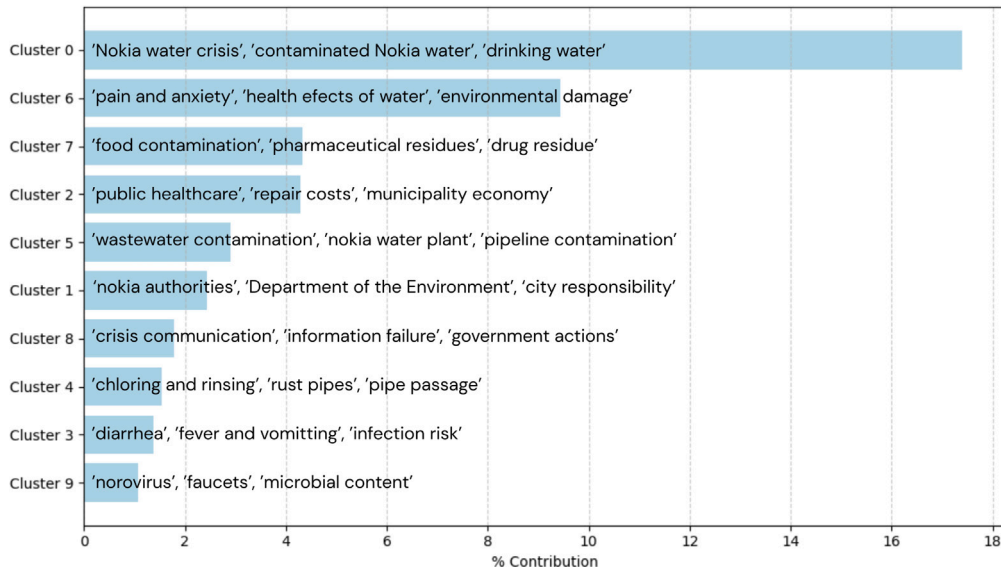 Cluster 0 'Nokia water crisis', 'contaminated Nokia water', 'drinking water'
Cluster 6 'pain and anxiety', 'health efects of water', 'environmental damage'
Cluster 7 'food contamination', 'pharmaceutical residues', 'drug residue'
Cluster 2 'public healthcare', 'repair costs', 'municipality economy'
Cluster 5 'wastewater contamination', 'nokia water plant', 'pipeline contamination'
Cluster 1 'nokia authorities', 'Department of the Environment', 'city responsibility'
Cluster 8 'crisis communication', 'information failure', 'government actions'
Cluster 4 'chloring and rinsing', 'rust pipes', 'pipe passage'
Cluster 3 'diarrhea', 'fever and vomitting', 'infection risk'
Cluster 9 'norovirus', 'faucets', 'microbial content'
0 2 4 6 8 10 12 14 16 18
% Contribution